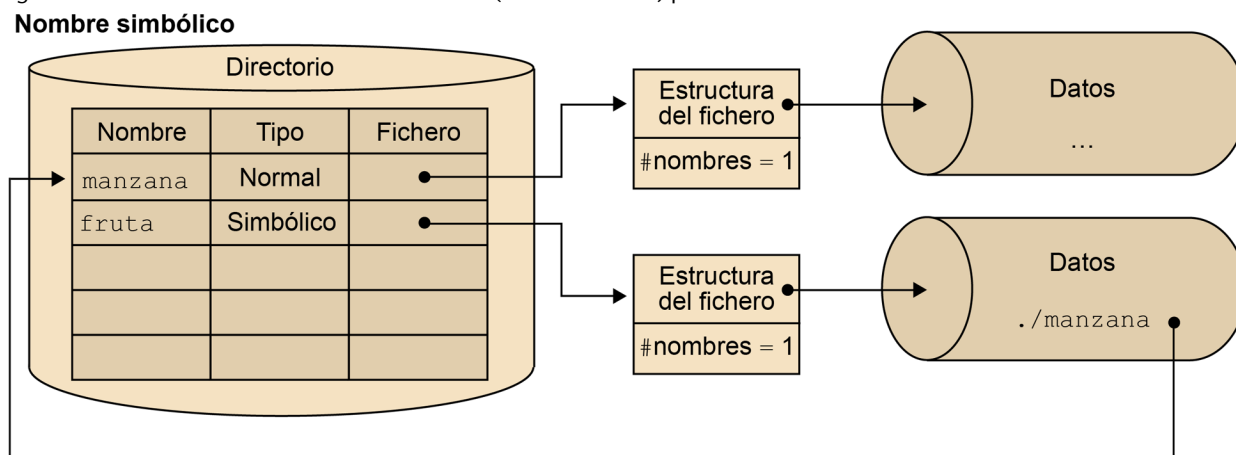 Nombre simbólico
Directorio
Nombre Tipo Fichero
manzana Normal
fruta Simbólico
Estructura
del fichero
#nombres = 1
Datos
...
Estructura
del fichero
#nombres = 1
Datos
./manzana